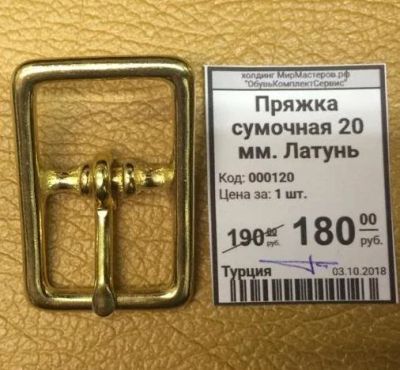 холдинг МирМастеров.рф
"ОбувьКомплектСервис"
Пряжка
сумочная 20
мм. Латунь
Код: 000120
Цена за: 1 шт.
190 00 руб. 180 00 руб.
Турция 03.10.2018